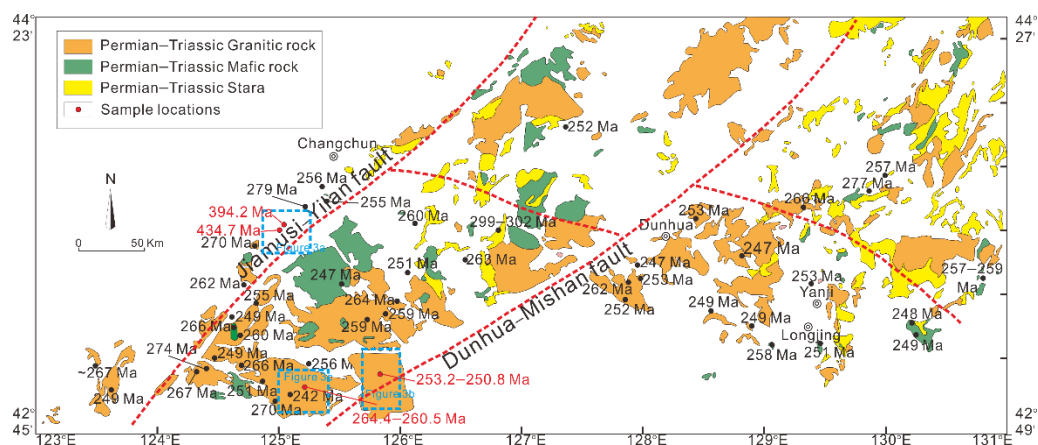 44°
23'
44°
27'
Permian–Triassic Granitic rock
Permian–Triassic Mafic rock
Permian–Triassic Stara
Sample locations
N
0
50 Km
Changchun
252 Ma
256 Ma
279 Ma
255 Ma
394.2 Ma
434.7 Ma
270 Ma
Figure 3a
Jiamusi–Yilan fault
262 Ma
260 Ma
299–302 Ma
263 Ma
251 Ma
247 Ma
264 Ma
259 Ma
259 Ma
255 Ma
249 Ma
266 Ma
260 Ma
249 Ma
274 Ma
266 Ma
256 Ma
~267 Ma
249 Ma
267 Ma
251 Ma
270 Ma
242 Ma
Figure 3a
Figure 3b
253.2–250.8 Ma
264.4–260.5 Ma
Dunhua–Mishan fault
Dunhua
253 Ma
247 Ma
247 Ma
253 Ma
262 Ma
252 Ma
266 Ma
257 Ma
277 Ma
253 Ma
Yanji
249 Ma
249 Ma
Longjing
258 Ma
251 Ma
257–259
Ma
248 Ma
249 Ma
42°
45'
42°
49'
123°E
124°E
125°E
126°E
127°E
128°E
129°E
130°E
131°E